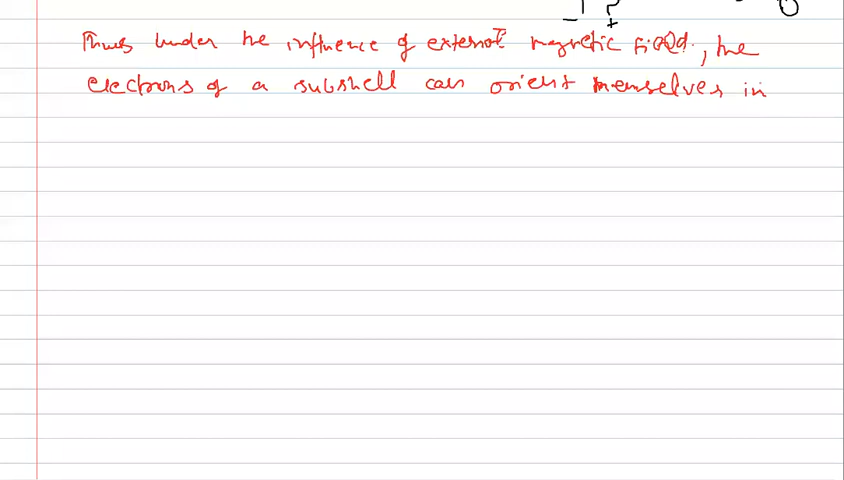 Thus under the influence of external magnetic field, the
electrons of a subshell can orient themselves in